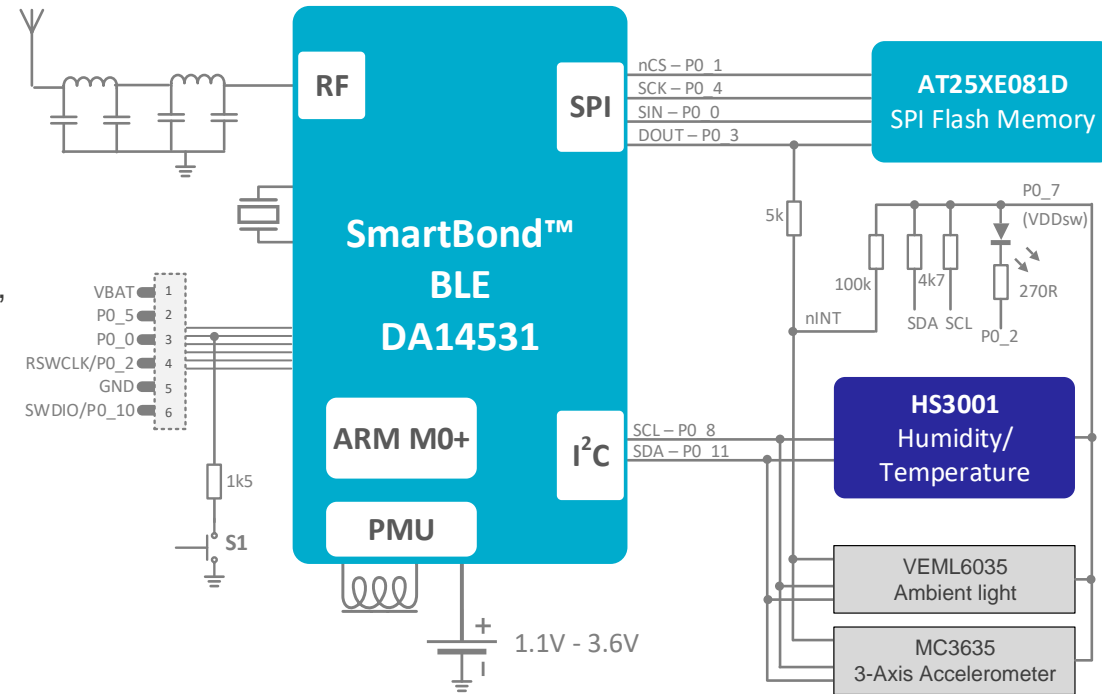 RF
SPI
nCS – P0_1
SCK – P0_4
SIN – P0_0
DOUT – P0_3
AT25XE081D
SPI Flash Memory
SmartBond™
BLE
DA14531
5k
100k
4k7
270R
P0_7
(VDDsw)
nINT
SDA SCL
P0_2
,
VBAT 1
P0_5 2
P0_0 3
RSWCLK/P0_2 4
GND 5
SWDIO/P0_10 6
1k5
S1
ARM M0+
PMU
I²C
SCL – P0_8
SDA – P0_11
HS3001
Humidity/
Temperature
VEML6035
Ambient light
MC3635
3-Axis Accelerometer
+
1.1V - 3.6V